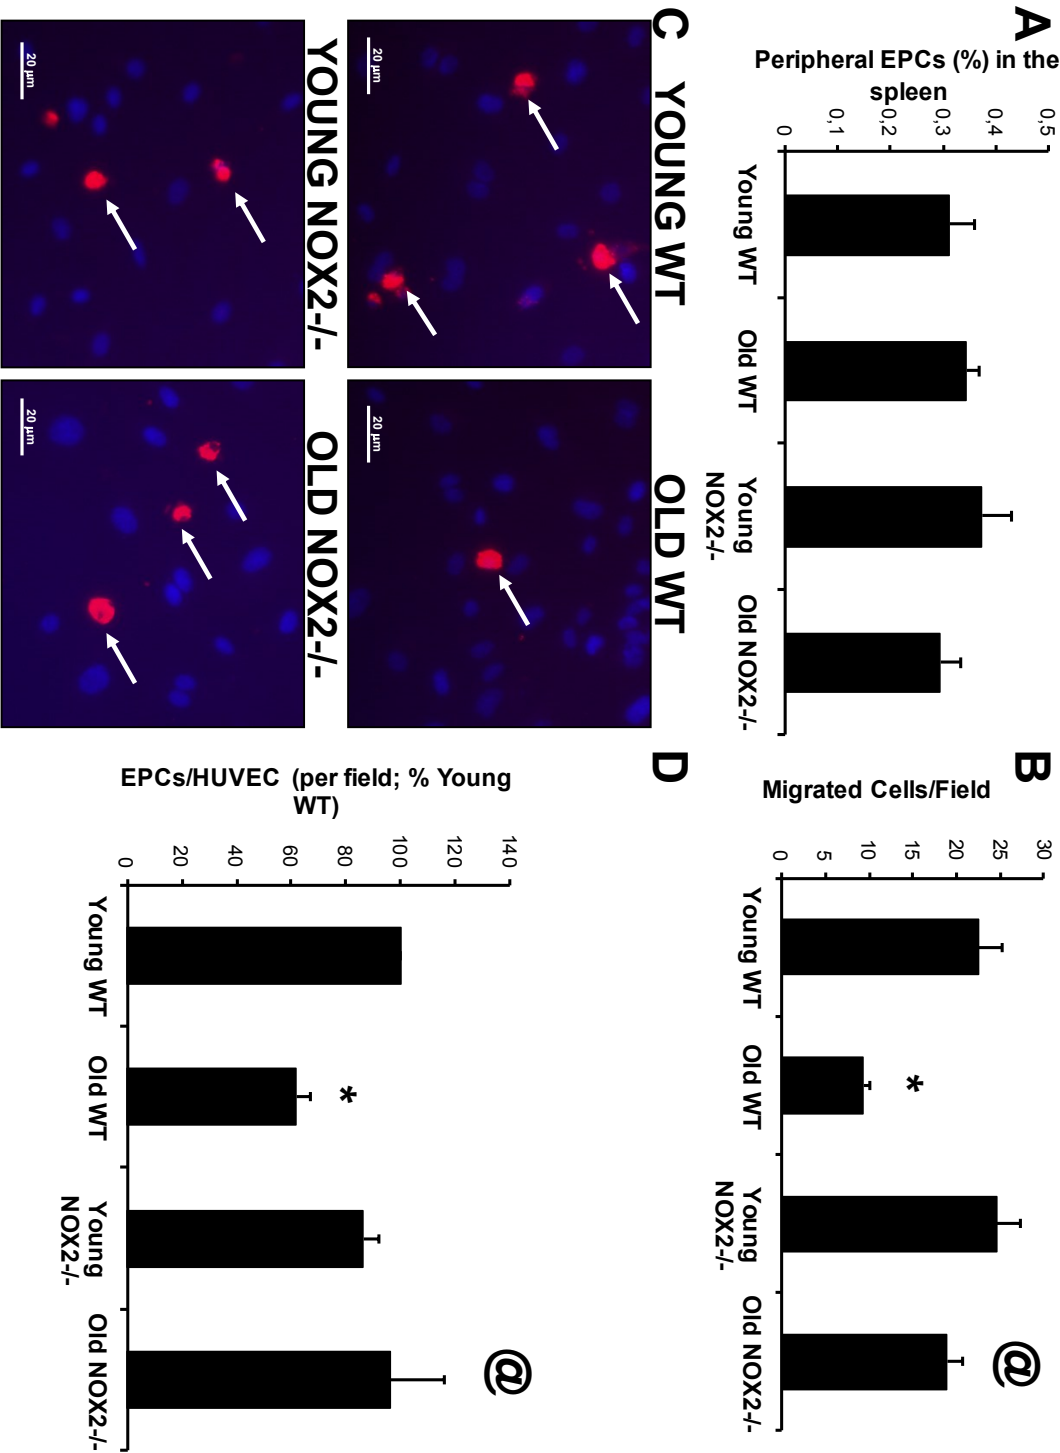 A
Peripheral EPCs (%) in the
spleen
0,5
0,4
0,3
0,2
0,1
0
Young WT
Old WT
Young
NOX2-/-
Old NOX2-/-
B
Migrated Cells/Field
30
25
20
15
10
5
0
*
@
Young WT
Old WT
Young
NOX2-/-
Old NOX2-/-
C
YOUNG WT
OLD WT
20 µm
20 µm
YOUNG NOX2-/-
OLD NOX2-/-
20 µm
20 µm
D
EPCs/HUVEC (per field; % Young
WT)
140
120
100
80
60
40
20
0
*
@
Young WT
Old WT
Young
NOX2-/-
Old NOX2-/-